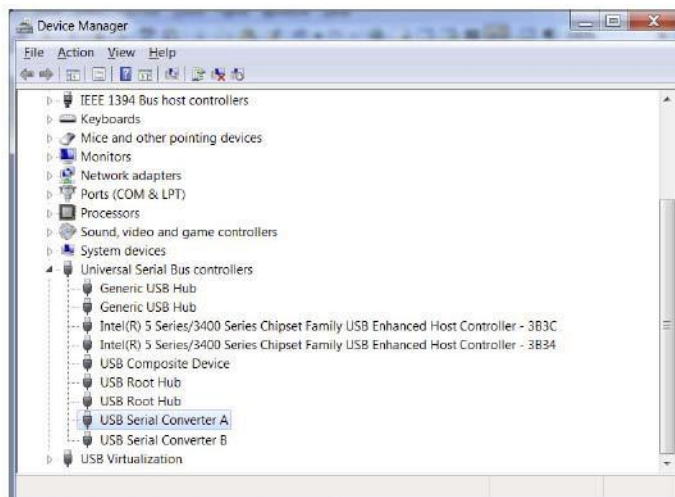 Device Manager
File Action View Help
IEEE 1394 Bus host controllers
Keyboards
Mice and other pointing devices
Monitors
Network adapters
Ports (COM & LPT)
Processors
Sound, video and game controllers
System devices
Universal Serial Bus controllers
Generic USB Hub
Generic USB Hub
Intel(R) 5 Series/3400 Series Chipset Family USB Enhanced Host Controller - 3B3C
Intel(R) 5 Series/3400 Series Chipset Family USB Enhanced Host Controller - 3B34
USB Composite Device
USB Root Hub
USB Root Hub
USB Serial Converter A
USB Serial Converter B
USB Virtualization